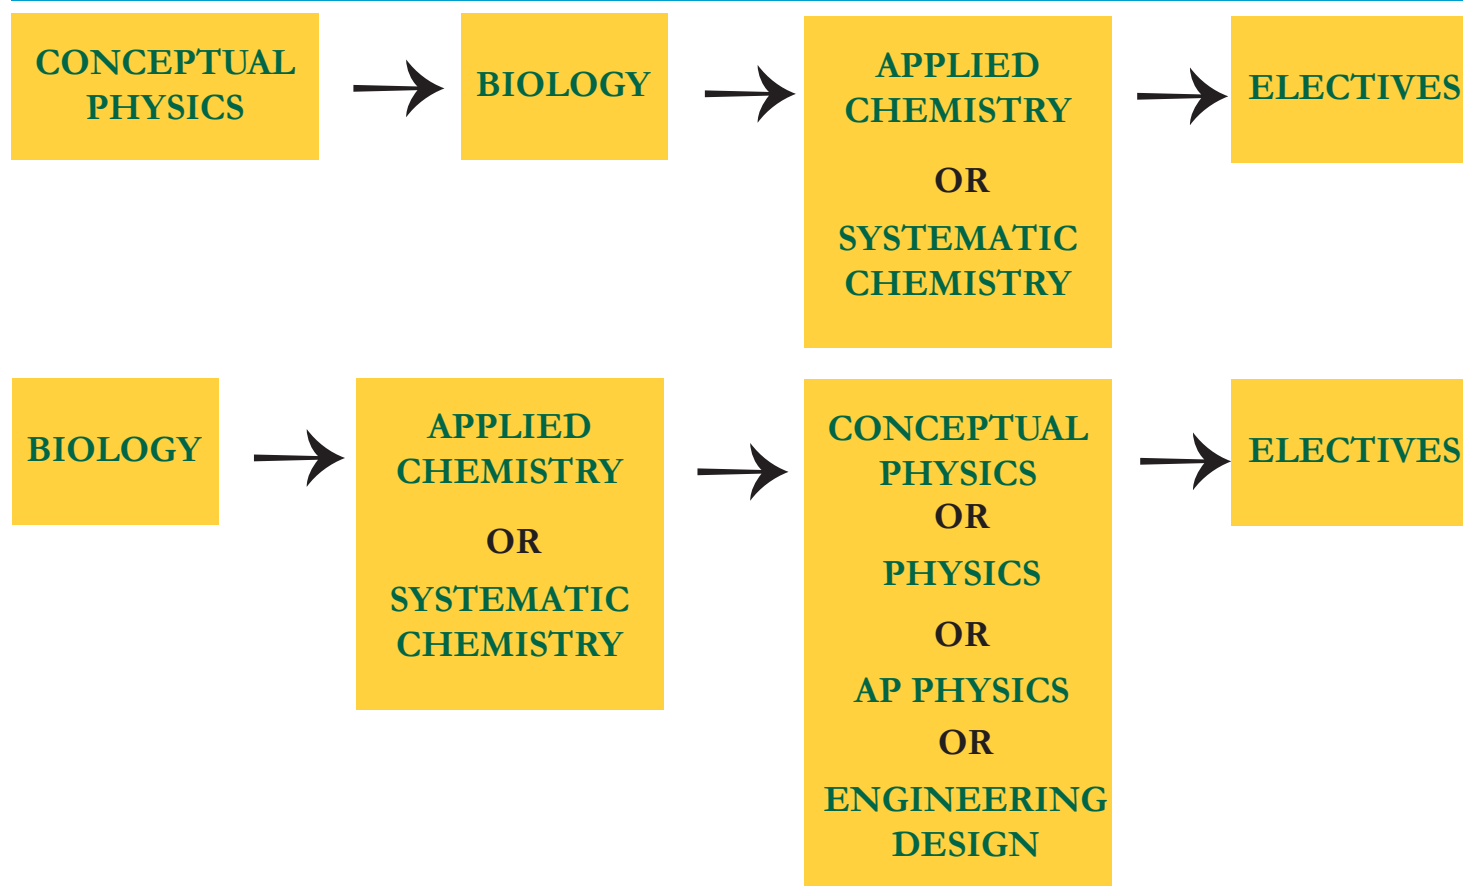 CONCEPTUAL
PHYSICS
BIOLOGY
APPLIED
CHEMISTRY
OR
SYSTEMATIC
CHEMISTRY
ELECTIVES
BIOLOGY
APPLIED
CHEMISTRY
OR
SYSTEMATIC
CHEMISTRY
CONCEPTUAL
PHYSICS
OR
PHYSICS
OR
AP PHYSICS
OR
ENGINEERING
DESIGN
ELECTIVES